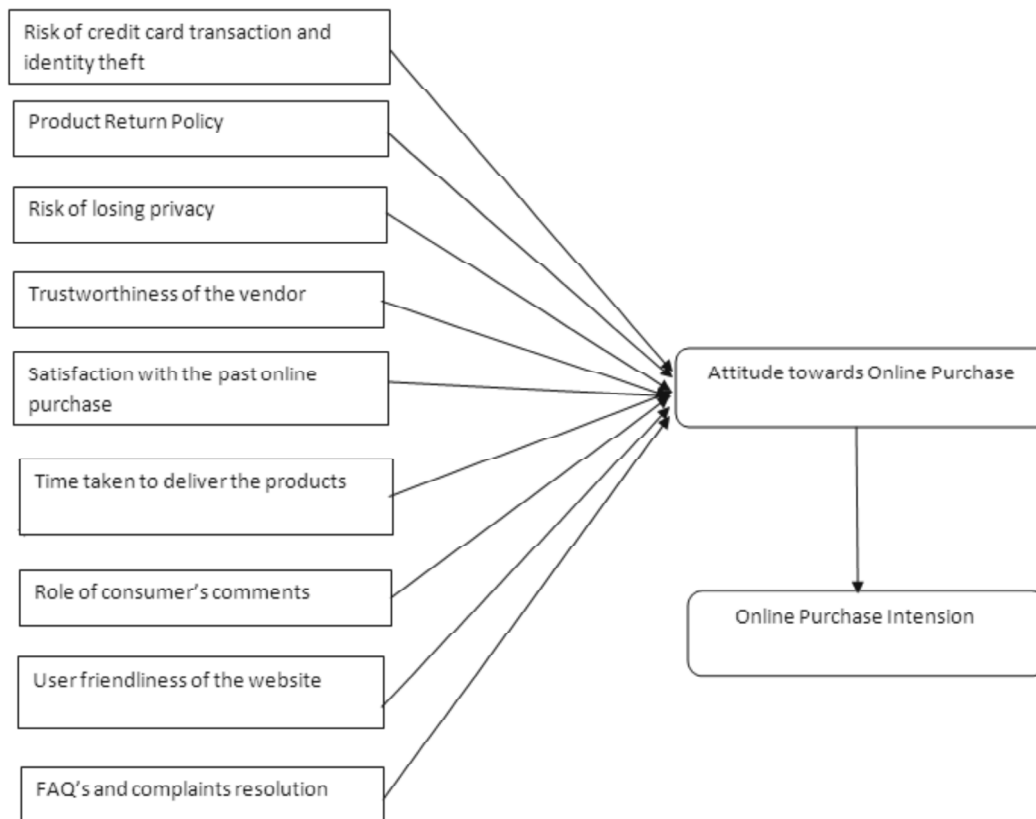 Risk of credit card transaction and
identity theft
Product Return Policy
Risk of losing privacy
Trustworthiness of the vendor
Satisfaction with the past online
purchase
Time taken to deliver the products
Role of consumer's comments
User friendliness of the website
FAQ's and complaints resolution
Attitude towards Online Purchase
Online Purchase Intension